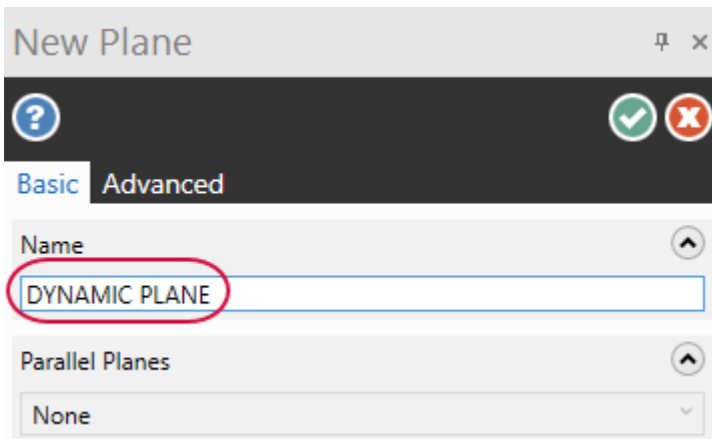 New Plane
Basic Advanced
Name
DYNAMIC PLANE
Parallel Planes
None